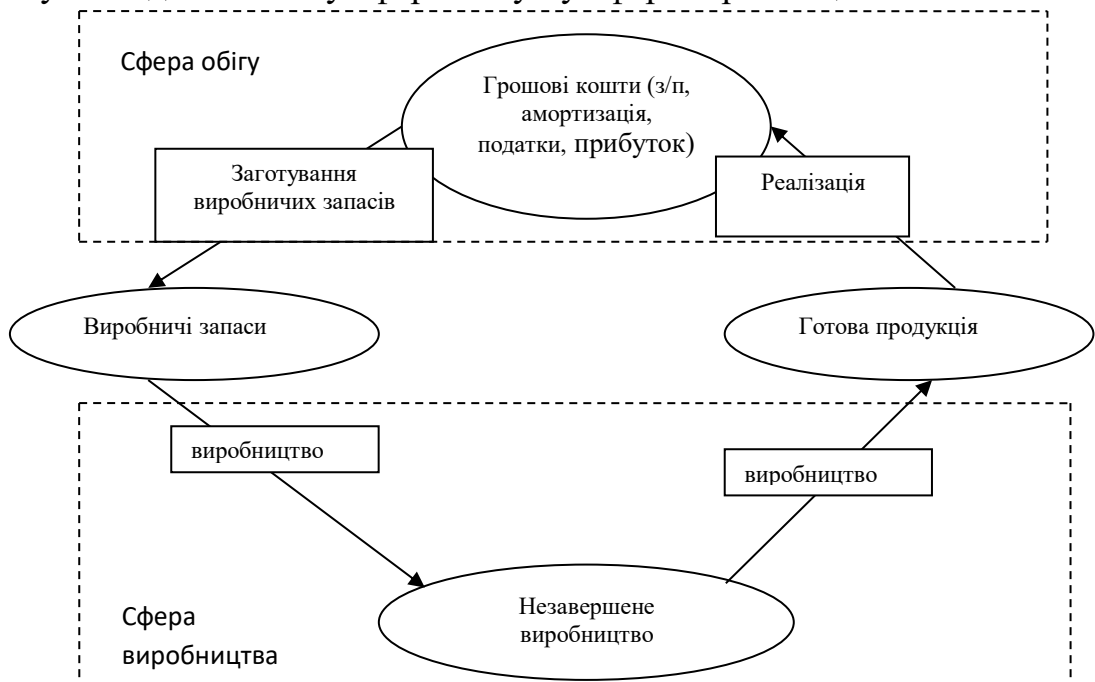 Сфера обігу
Грошові кошти (з/п,
амортизація,
податки, прибуток)
Заготування
виробничих запасів
Реалізація
Виробничі запаси
Готова продукція
виробництво
виробництво
Незавершене
виробництво
Сфера
виробництва